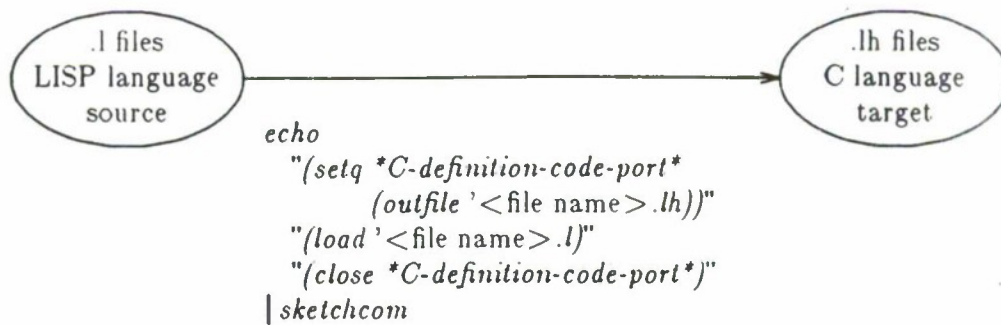 .l files
LISP language
source
.lh files
C language
target
echo
"(setq *C-definition-code-port*
(outfile '<file name>.lh))"
"(load '<file name>.l)"
"(close *C-definition-code-port*)"
| sketchcom